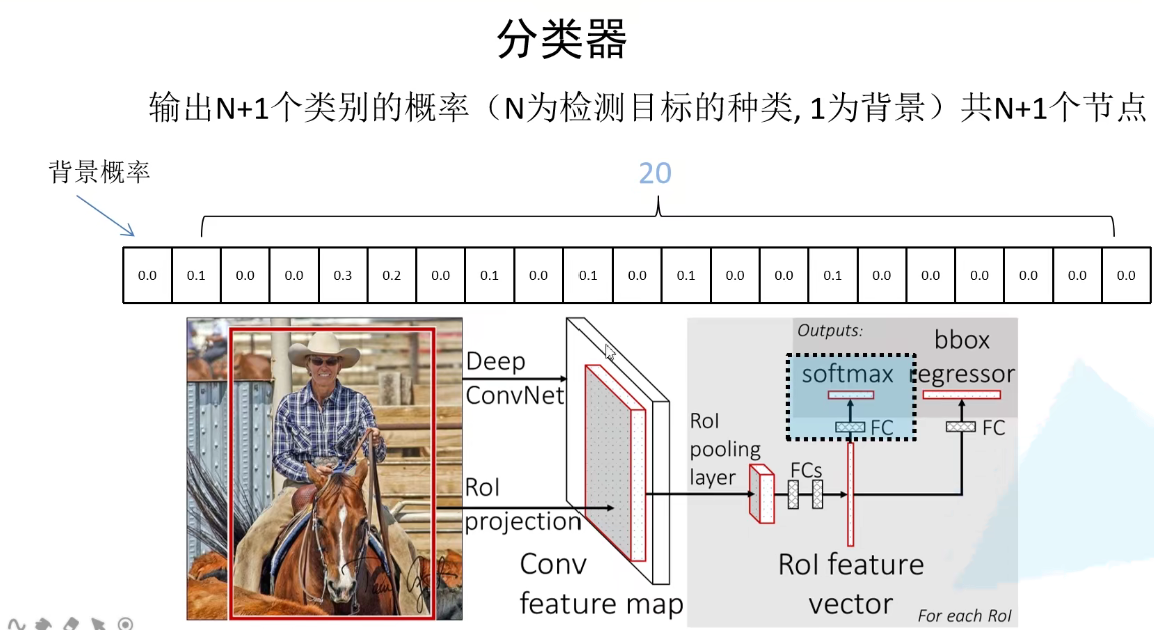 分类器
输出N+1个类别的概率（N为检测目标的种类, 1为背景）共N+1个节点
背景概率
20
0.0 0.1 0.0 0.0 0.3 0.2 0.0 0.1 0.0 0.1 0.0 0.1 0.0 0.0 0.1 0.0 0.0 0.0 0.0 0.0 0.0
Deep
ConvNet
RoI
projection
Conv
feature map
RoI
pooling
layer
FCs
Outputs:
softmax
FC
bbox
regressor
FC
RoI feature
vector
For each RoI